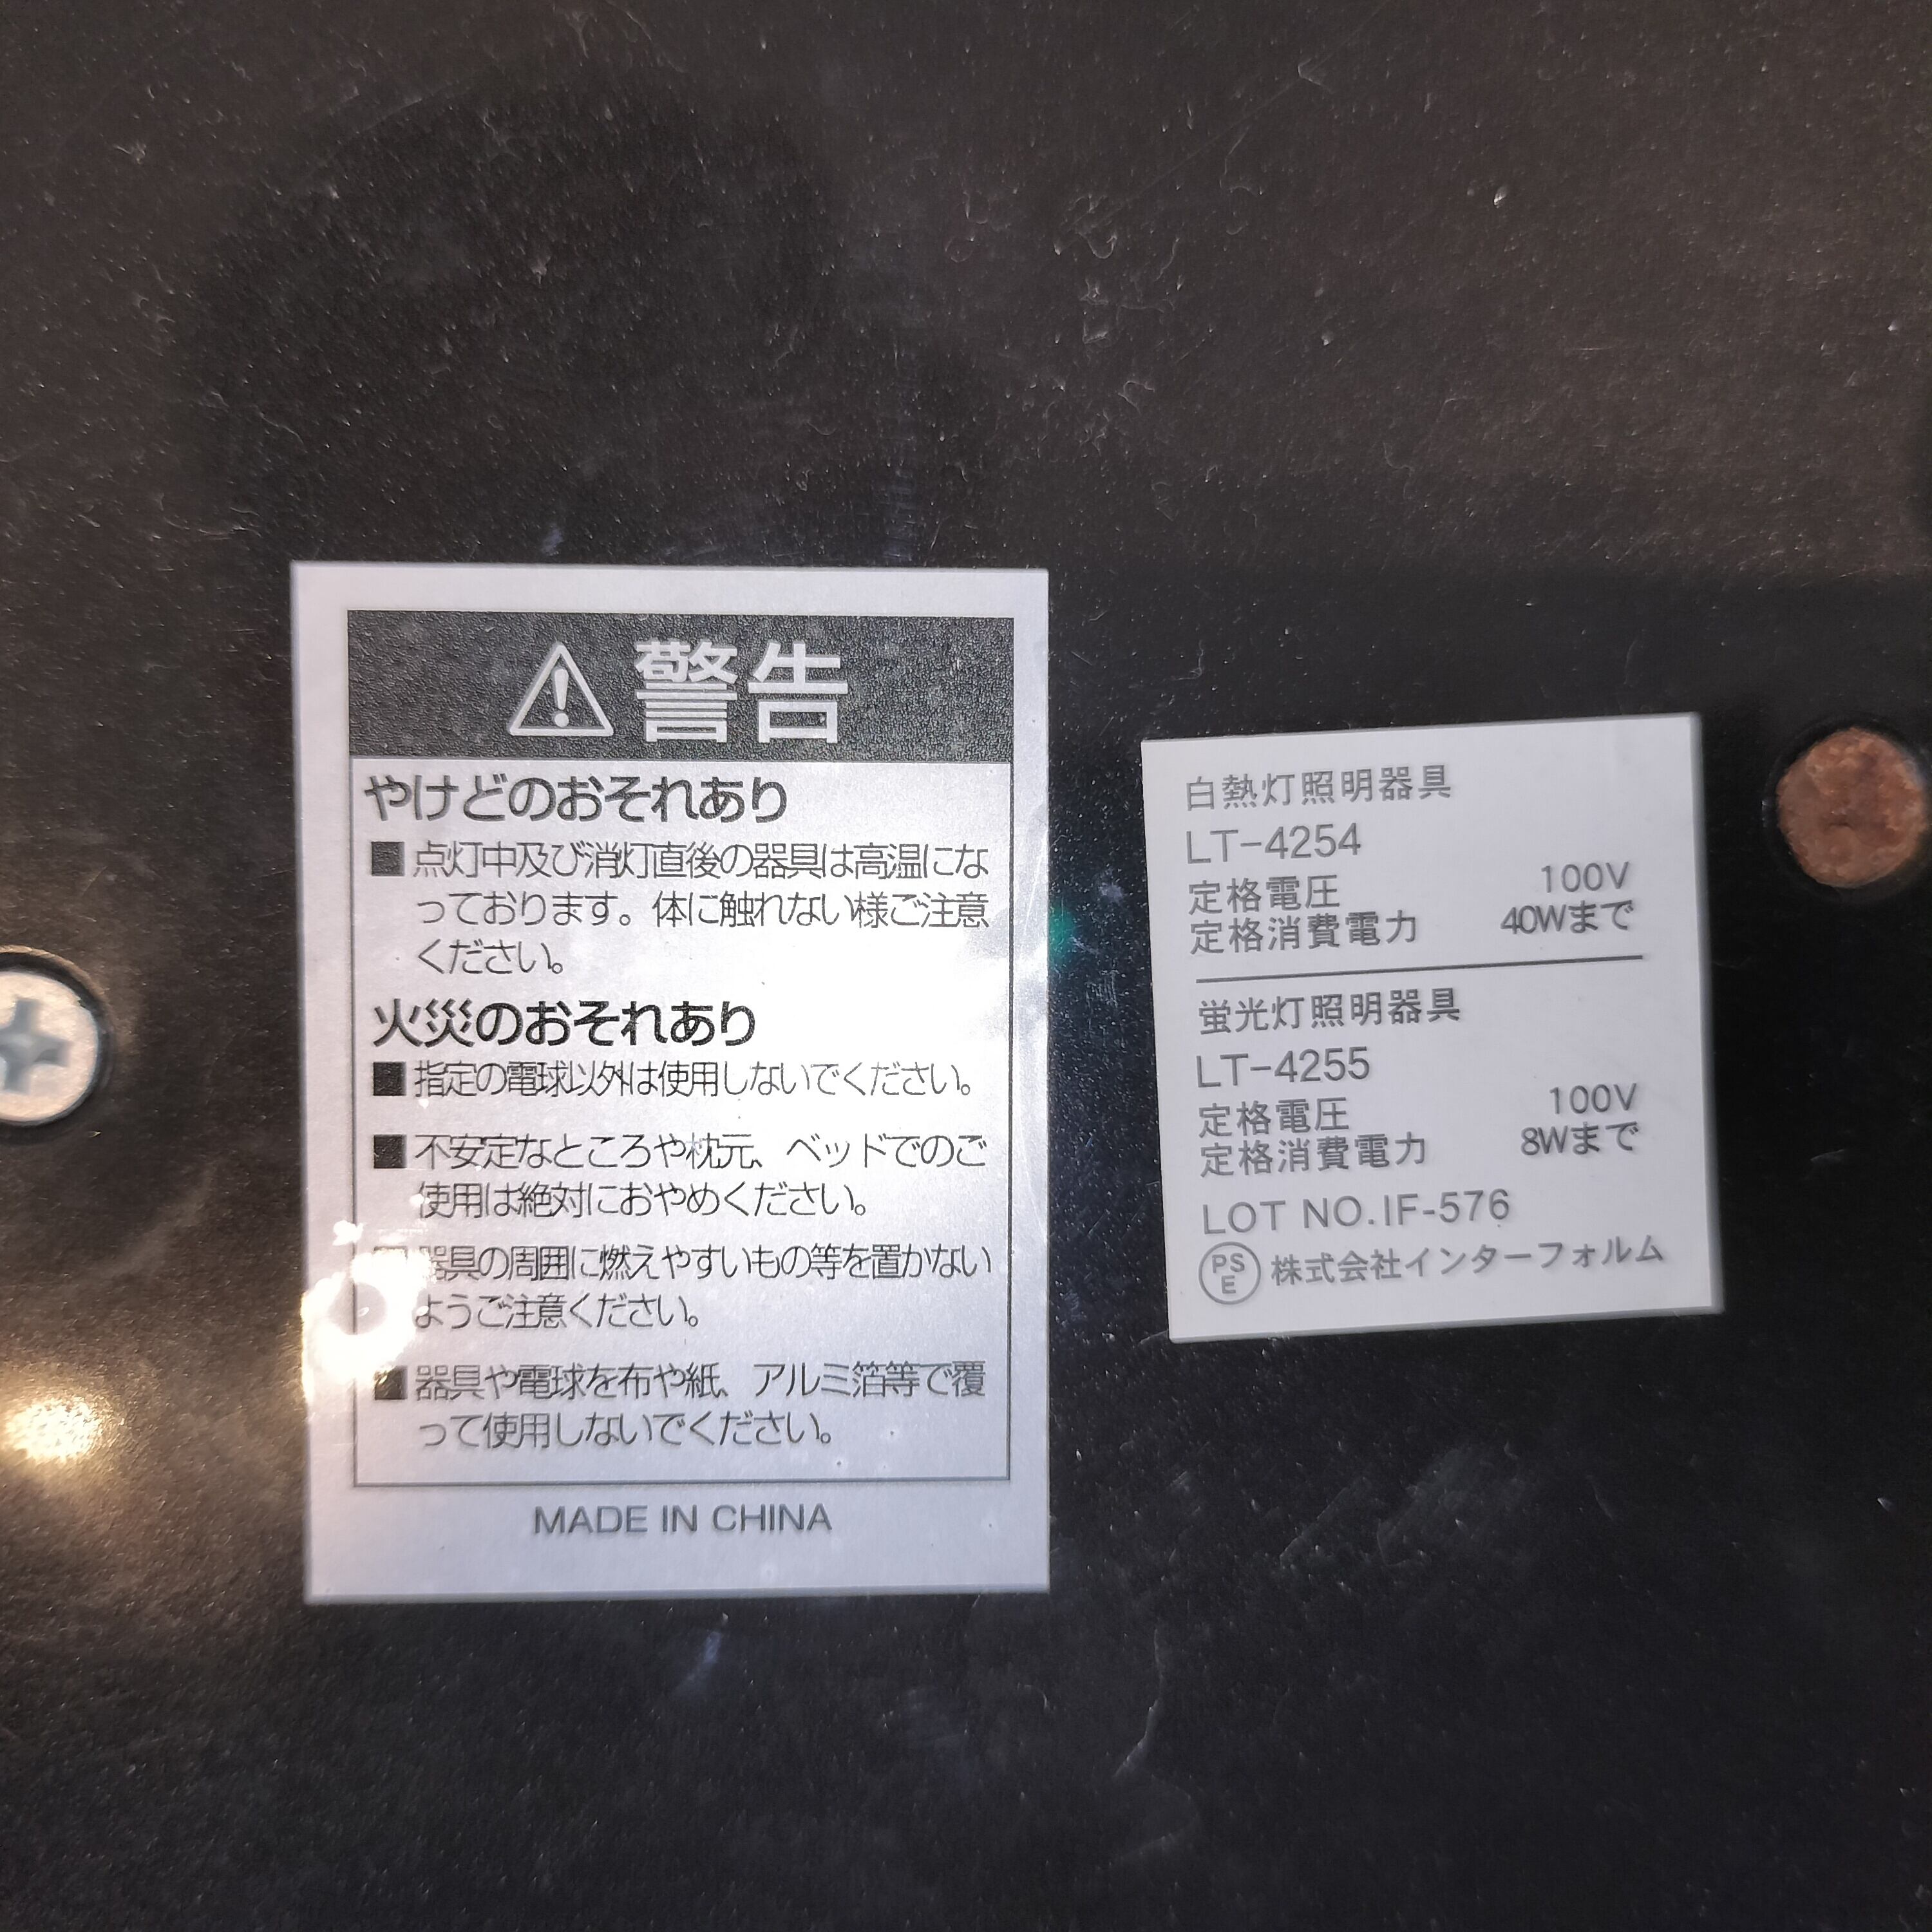 警告
やけどのおそれあり
■点灯中及び消灯直後の器具は高温にな
っております。体に触れない様ご注意
ください。
火災のおそれあり
■指定の電球以外は使用しないでください。
■不安定なところや枕元、ベッドでのご
使用は絶対におやめください。
■器具の周囲に燃えやすいもの等を置かない
ようご注意ください。
■器具や電球を布や紙、アルミ箔等で覆
って使用しないでください。
MADE IN CHINA
白熱灯照明器具
LT-4254
定格電圧 100V
定格消費電力 40Wまで
蛍光灯照明器具
LT-4255
定格電圧 100V
定格消費電力 8Wまで
LOT NO.IF-576
PSE 株式会社インターフォルム